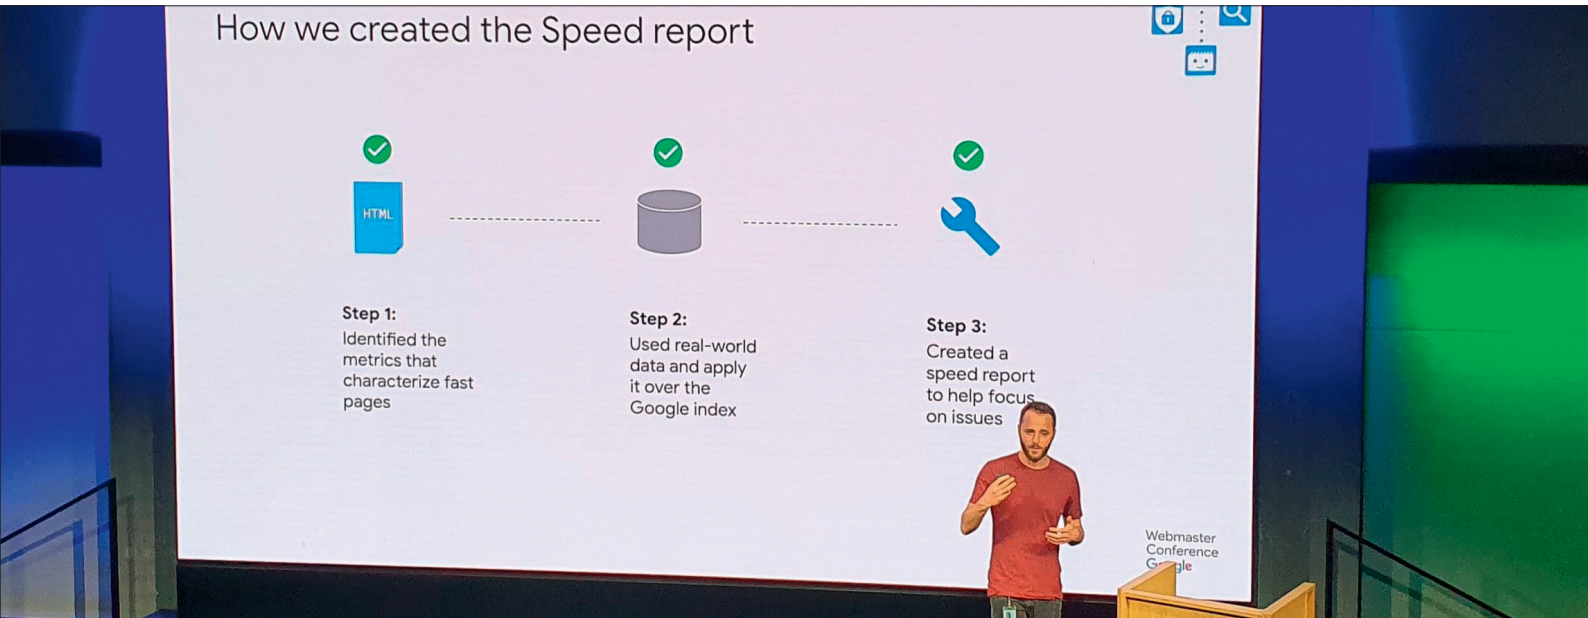 How we created the Speed report
HTML
Step 1:
Identified the
metrics that
characterize fast
pages
Step 2:
Used real-world
data and apply
it over the
Google index
Step 3:
Created a
speed report
to help focus
on issues
Webmaster
Conference
Google